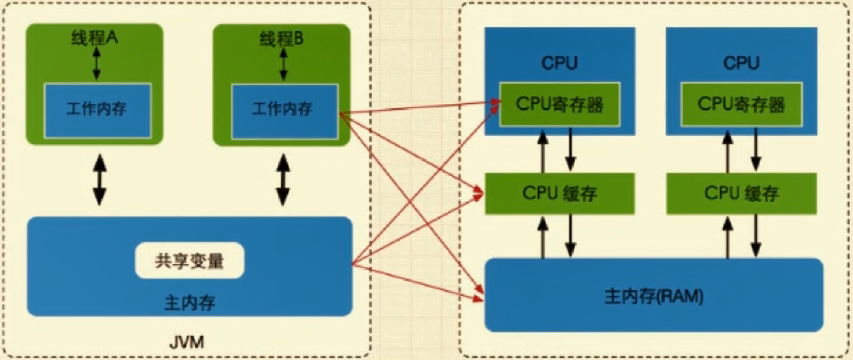 线程A
线程B
工作内存
工作内存
共享变量
主内存
JVM
CPU
CPU
CPU寄存器
CPU寄存器
CPU 缓存
CPU 缓存
主内存(RAM)